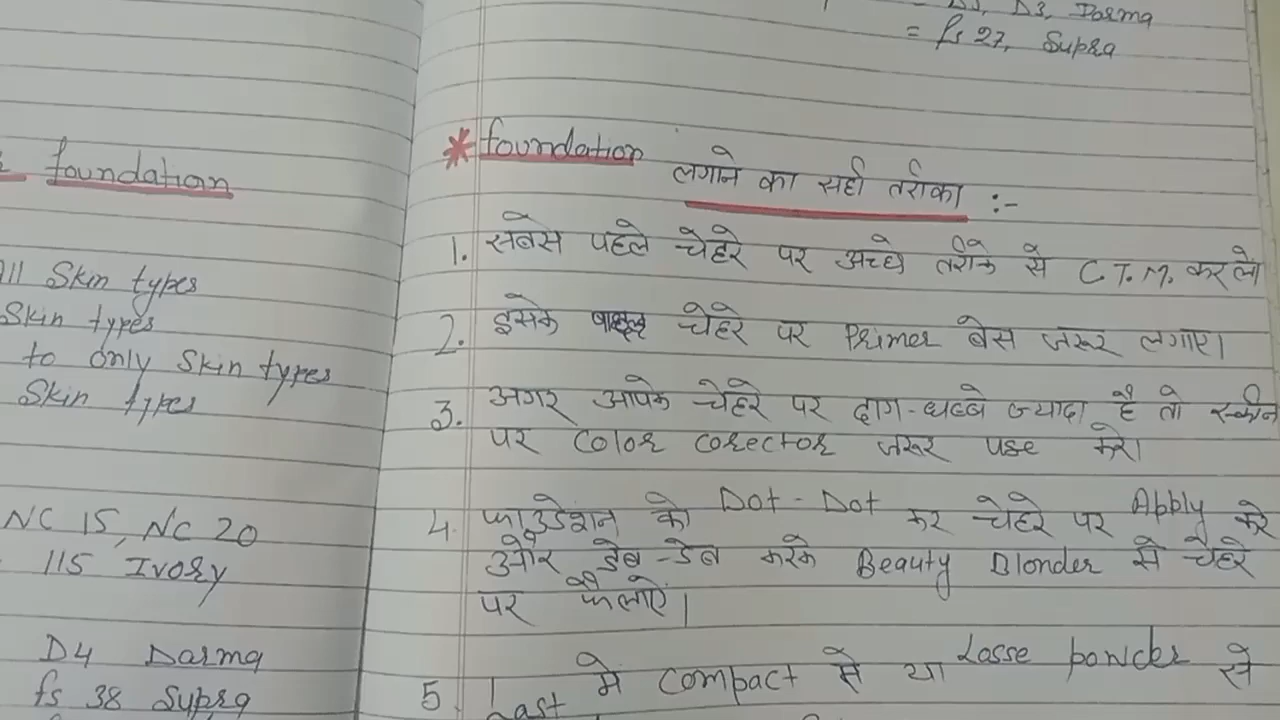 foundation
All Skin types
Skin types
to only Skin types
Skin types
NC 15, NC 20
115 Ivory
D4 Darma
fs 38 Supra
D3, Darma
= fs 27, Supra
* foundation लगाने का सही तरीका :-
1. सबसे पहले चेहरे पर अच्छे तरीके से C.T.M. करलो
2. इसके चेहरे पर Primer बेस जरूर लगाए।
3. अगर आपके चेहरे पर दाग-धब्बे ज्यादा है तो स्कीन
पर Color Corector जरूर use करे।
4. फाउडेशन को Dot-Dot कर चेहरे पर Apply करे
और डेब-डेब करके Beauty Blonder से चेहरे
पर फैलाऐं।
5. Last में Compact से या Losse powder से